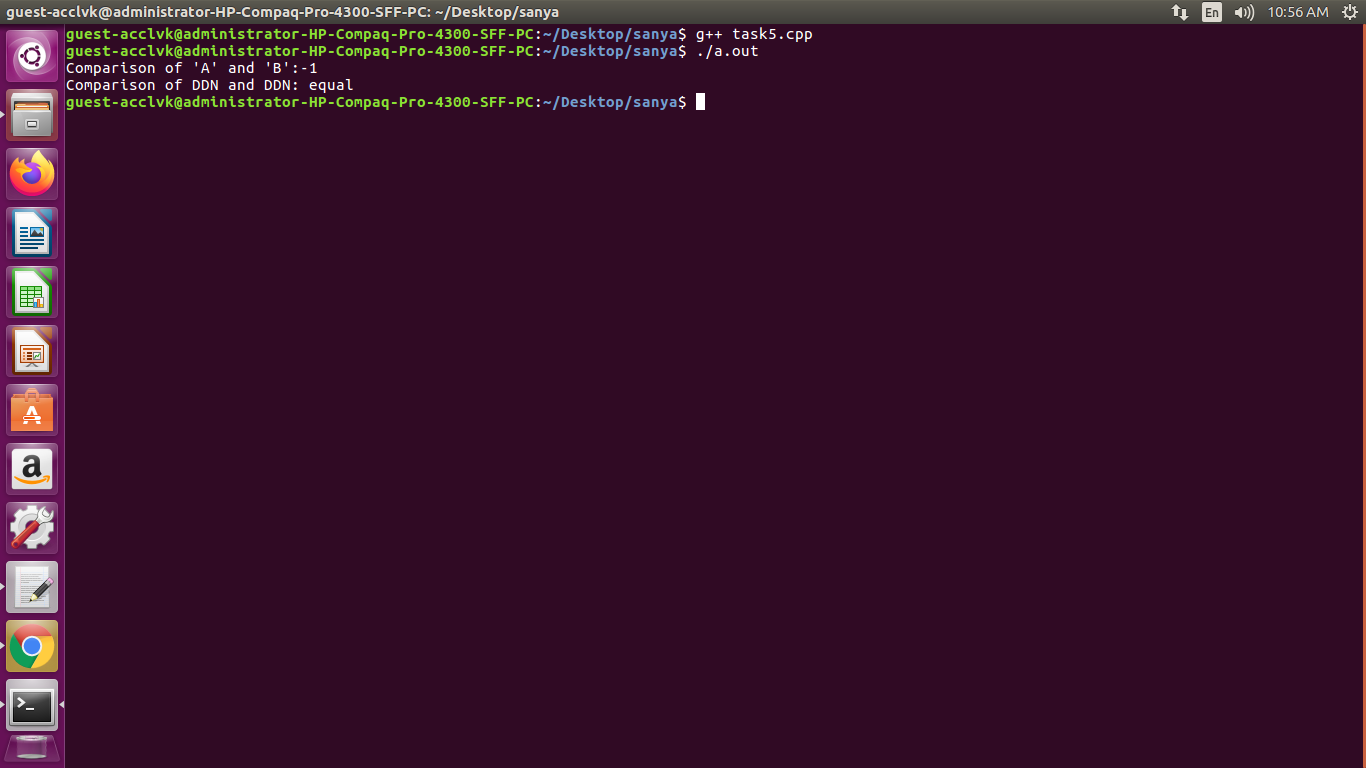 guest-acclvk@administrator-HP-Compaq-Pro-4300-SFF-PC: ~/Desktop/sanya
En
10:56 AM
guest-acclvk@administrator-HP-Compaq-Pro-4300-SFF-PC:~/Desktop/sanya$ g++ task5.cpp
guest-acclvk@administrator-HP-Compaq-Pro-4300-SFF-PC:~/Desktop/sanya$ ./a.out
Comparison of 'A' and 'B':-1
Comparison of DDN and DDN: equal
guest-acclvk@administrator-HP-Compaq-Pro-4300-SFF-PC:~/Desktop/sanya$
A
a
>_